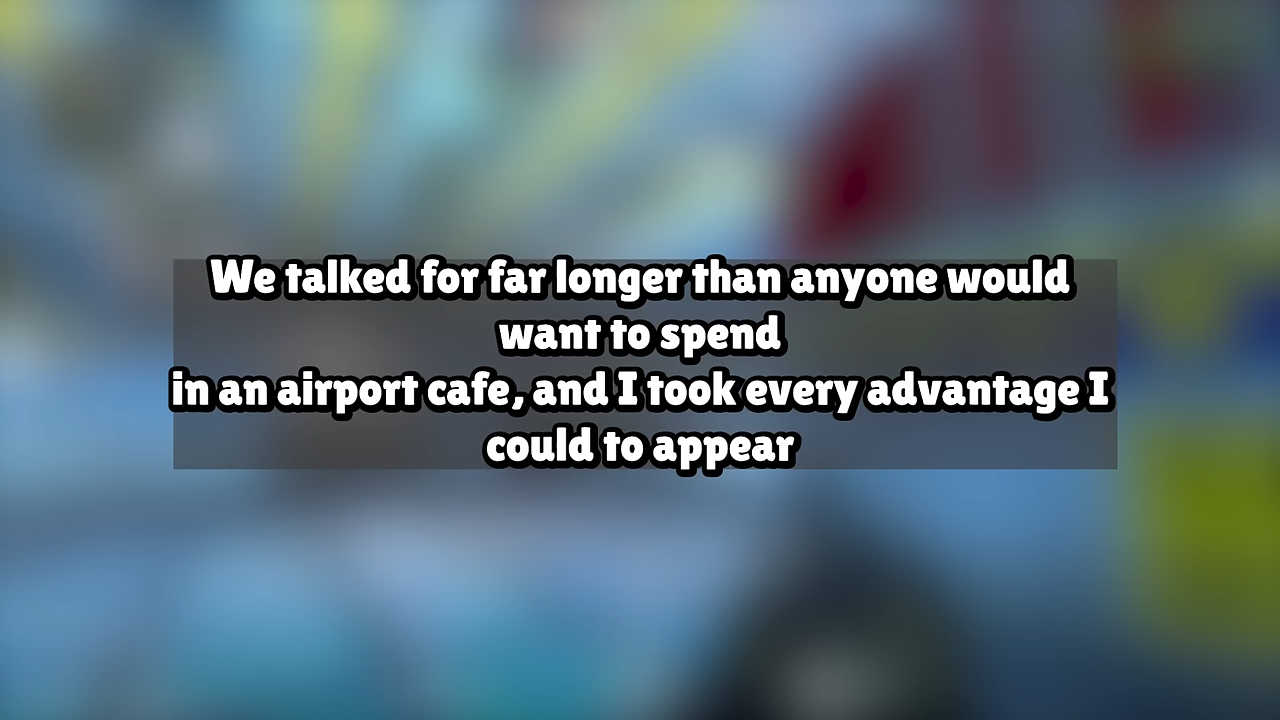 We talked for far longer than anyone would
want to spend
in an airport cafe, and I took every advantage I
could to appear